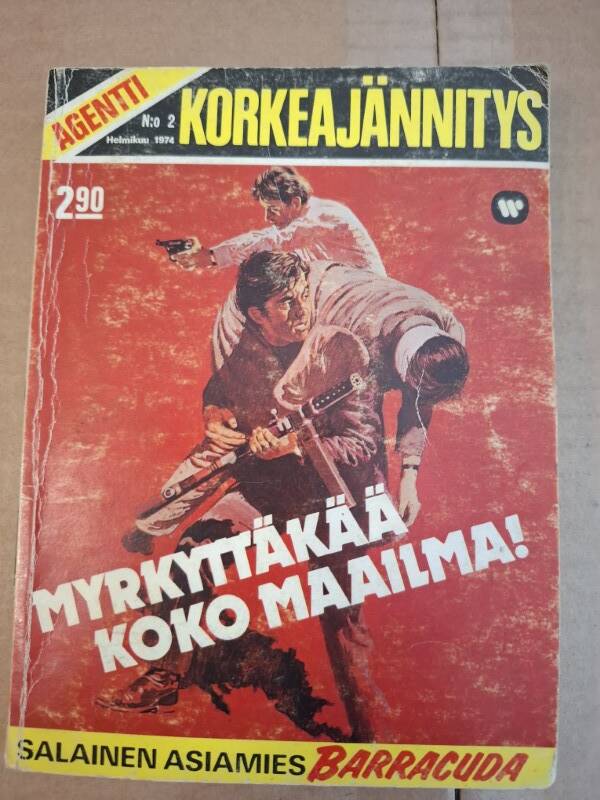 AGENTTI
N:o 2
Helmikuu 1974
KORKEAJÄNNITYS
2 90
MYRKYTTÄKÄÄ
KOKO MAAILMA!
SALAINEN ASIAMIES BARRACUDA